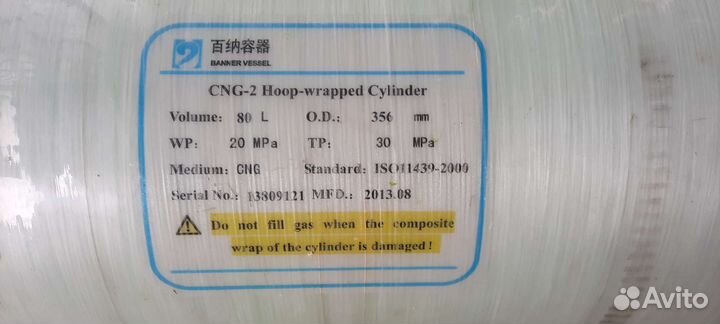 百纳容器
BANNER VESSEL
CNG-2 Hoop-wrapped Cylinder
Volume: 80 L O.D.: 356 mm
WP: 20 MPa TP: 30 MPa
Medium: CNG Standard: ISO11439-2000
Serial No.: 13809121 MFD.: 2013.08
Do not fill gas when the composite
wrap of the cylinder is damaged!
Avito